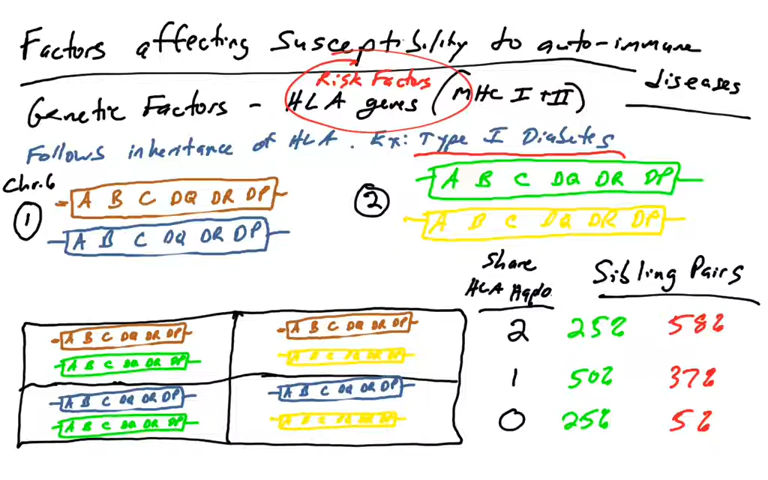 Factors affecting Susceptibility to auto-immune
diseases
Risk Factors
Genetic Factors - HLA genes (MHC I + II)
Follows inheritance of HLA. Ex: Type I Diabetes
Chr. 6
1 A B C DQ DR DP
A B C DQ DR DP
2 A B C DQ DR DP
A B C DQ DR DP
Share
HLA Haplo.
Sibling Pairs
2 25% 58%
1 50% 37%
0 25% 5%
A B C DQ DR DP
A B C DQ DR DP
A B C DQ DR DP
A B C DQ DR DP
A B C DQ DR DP
A B C DQ DR DP
A B C DQ DR DP
A B C DQ DR DP